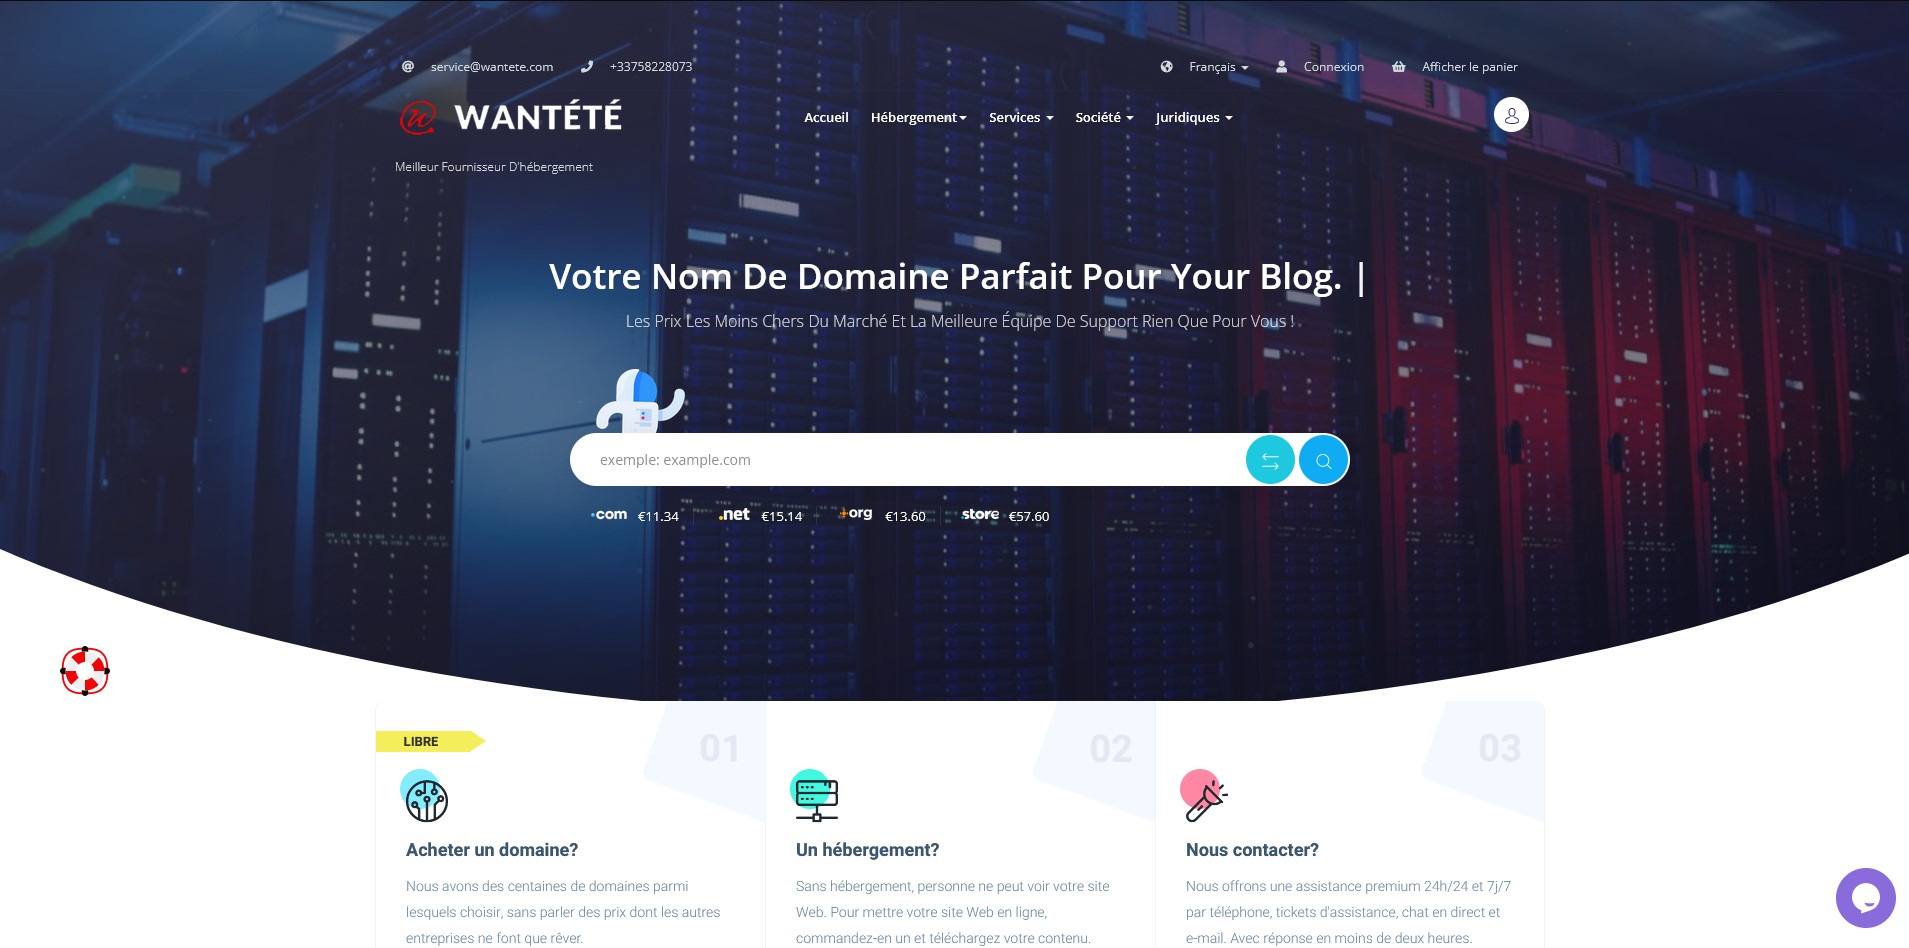 service@wantete.com
+33758228073
Français
Connexion
Afficher le panier
WANTÉTÉ
Accueil
Hébergement
Services
Société
Juridiques
Meilleur Fournisseur D'hébergement
Votre Nom De Domaine Parfait Pour Your Blog. |
Les Prix Les Moins Chers Du Marché Et La Meilleure Équipe De Support Rien Que Pour Vous !
exemple: example.com
.com €11.34
.net €15.14
.org €13.60
.store €57.60
LIBRE
01
Acheter un domaine?
Nous avons des centaines de domaines parmi
lesquels choisir, sans parler des prix dont les autres
entreprises ne font que rêver.
02
Un hébergement?
Sans hébergement, personne ne peut voir votre site
Web. Pour mettre votre site Web en ligne,
commandez-en un et téléchargez votre contenu.
03
Nous contacter?
Nous offrons une assistance premium 24h/24 et 7j/7
par téléphone, tickets d'assistance, chat en direct et
e-mail. Avec réponse en moins de deux heures.